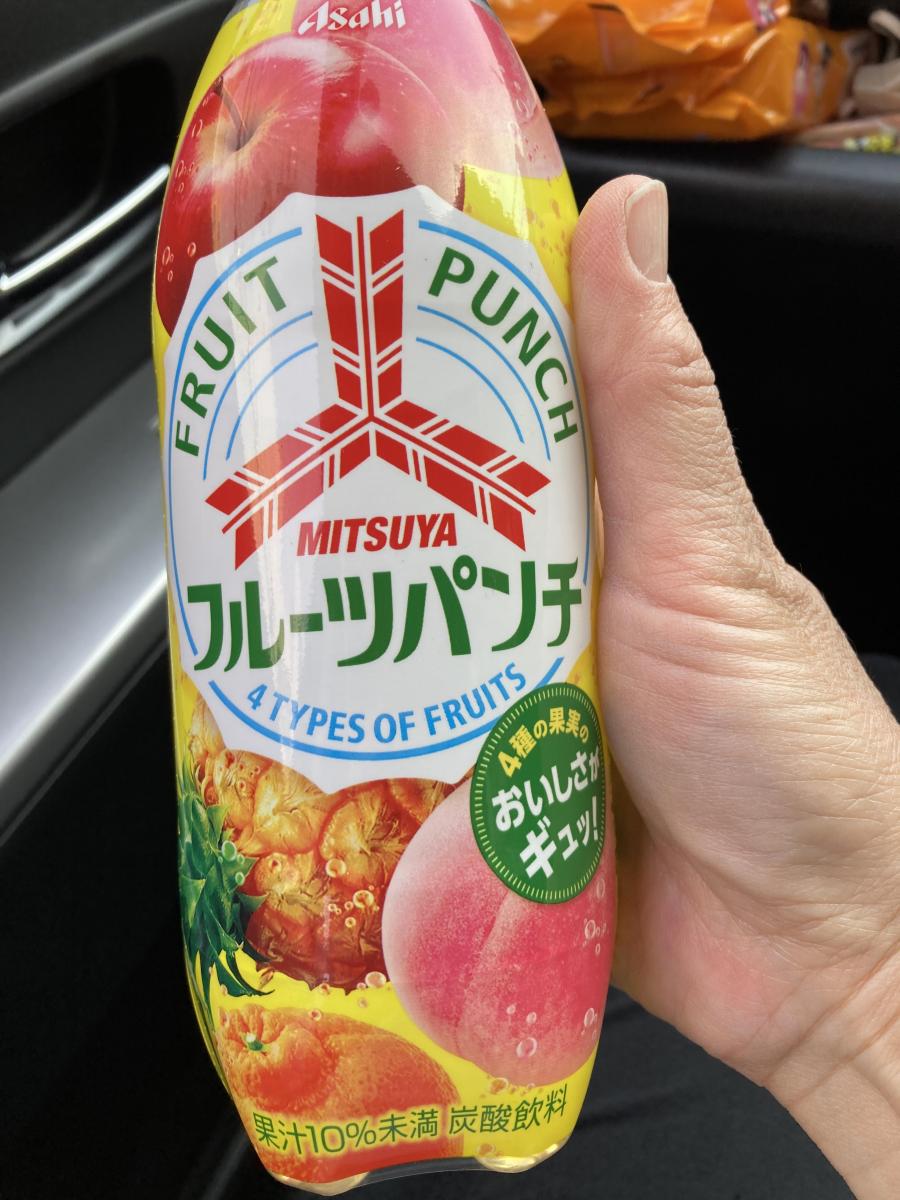 Asahi
FRUIT PUNCH
MITSUYA
フルーツパンチ
4 TYPES OF FRUITS
4種の果実の
おいしさが
ギュッ!
果汁10%未満 炭酸飲料